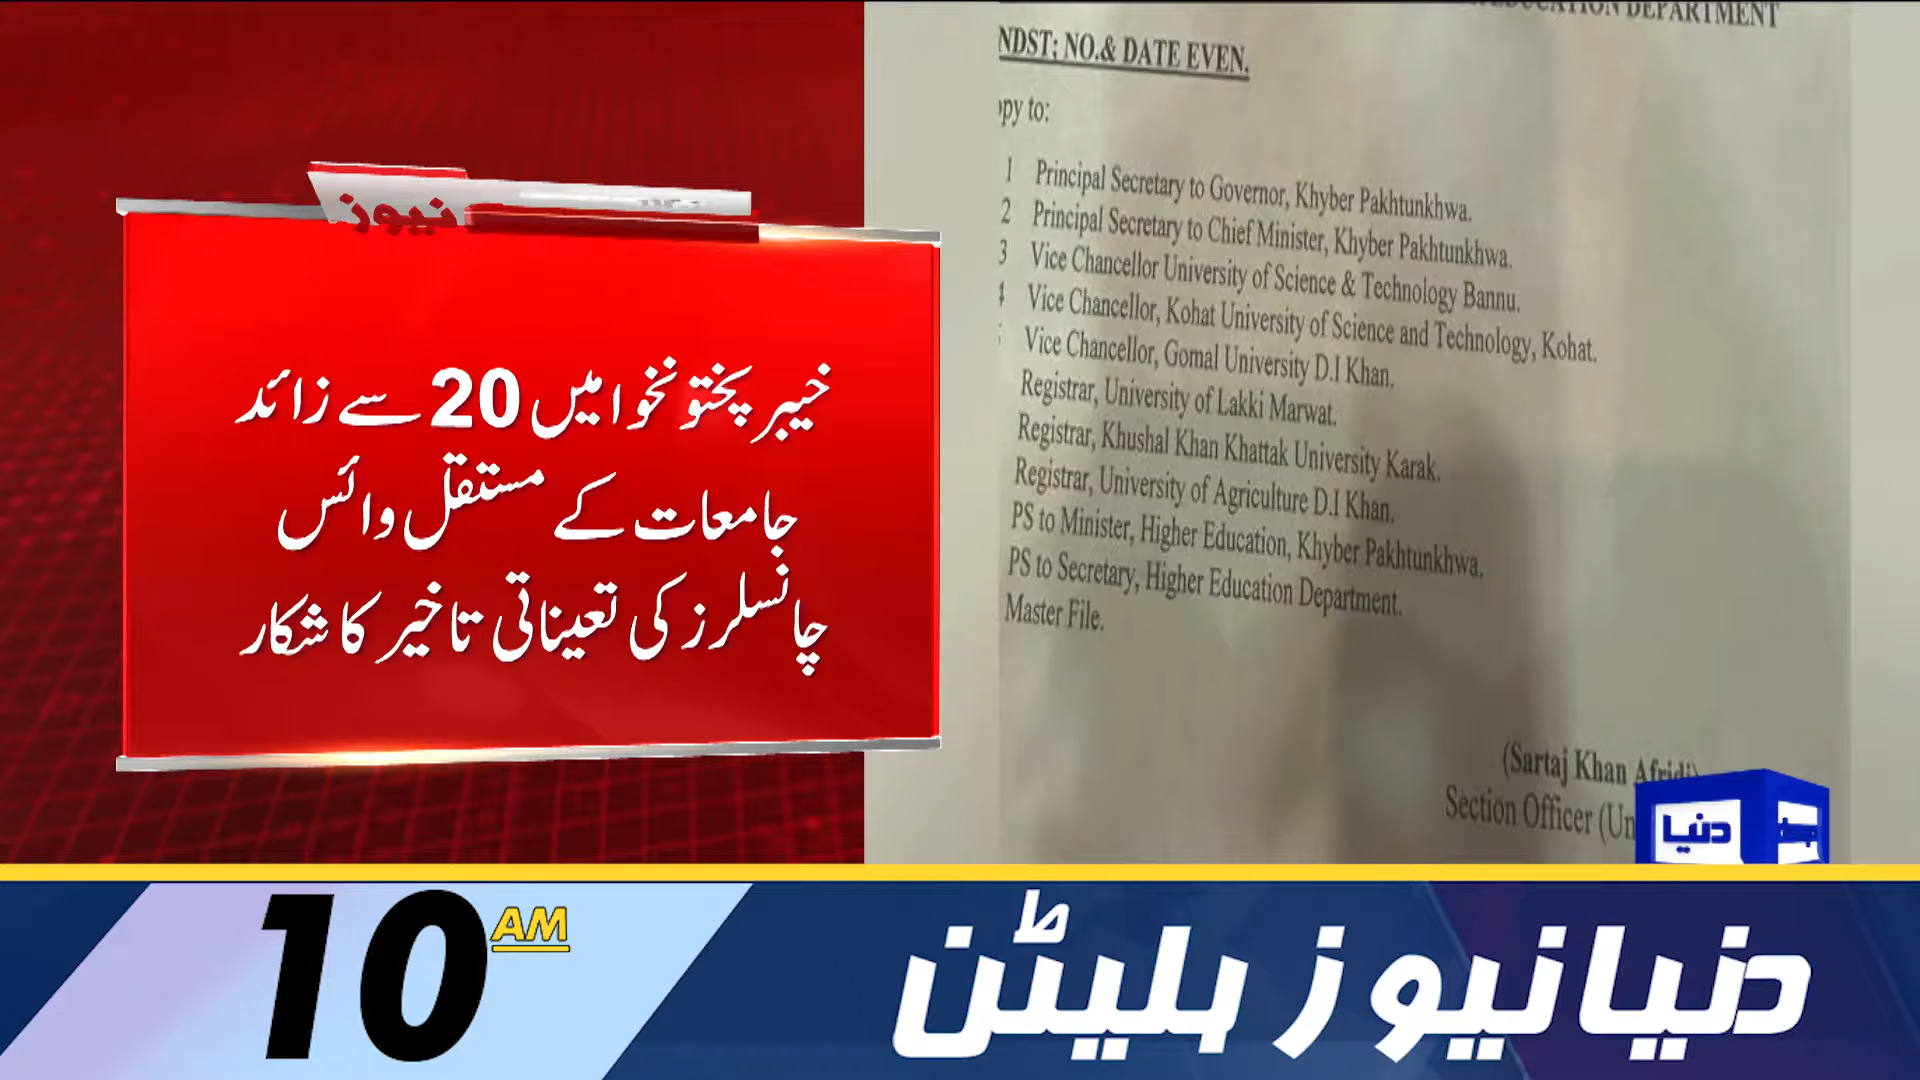 نیوز
خیبر پختونخوا میں 20 سے زائد
جامعات کے مستقل وائس
چانسلرز کی تعیناتی تاخیر کا شکار
EDUCATION DEPARTMENT
NDST; NO.& DATE EVEN.
opy to:
1 Principal Secretary to Governor, Khyber Pakhtunkhwa.
2 Principal Secretary to Chief Minister, Khyber Pakhtunkhwa.
3 Vice Chancellor University of Science & Technology Bannu.
4 Vice Chancellor, Kohat University of Science and Technology, Kohat.
Vice Chancellor, Gomal University D.I Khan.
Registrar, University of Lakki Marwat.
Registrar, Khushal Khan Khattak University Karak.
Registrar, University of Agriculture D.I Khan.
PS to Minister, Higher Education, Khyber Pakhtunkhwa.
PS to Secretary, Higher Education Department.
Master File.
(Sartaj Khan Afridi)
Section Officer (Un
دنیا
10 AM
دنیا نیوز بلیٹن